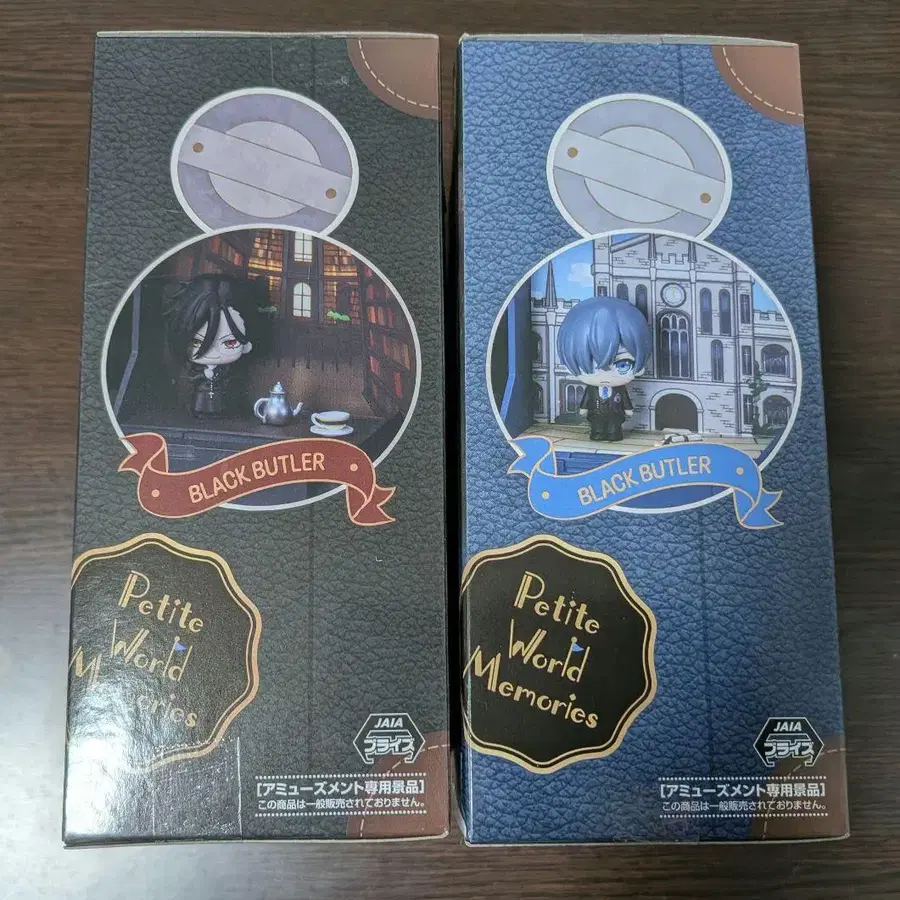 BLACK BUTLER
Petite
World
Memories
JAIA
プライズ
[アミューズメント専用景品]
この商品は一般販売されておりません。
BLACK BUTLER
Petite
World
Memories
JAIA
プライズ
[アミューズメント専用景品]
この商品は一般販売されておりません。